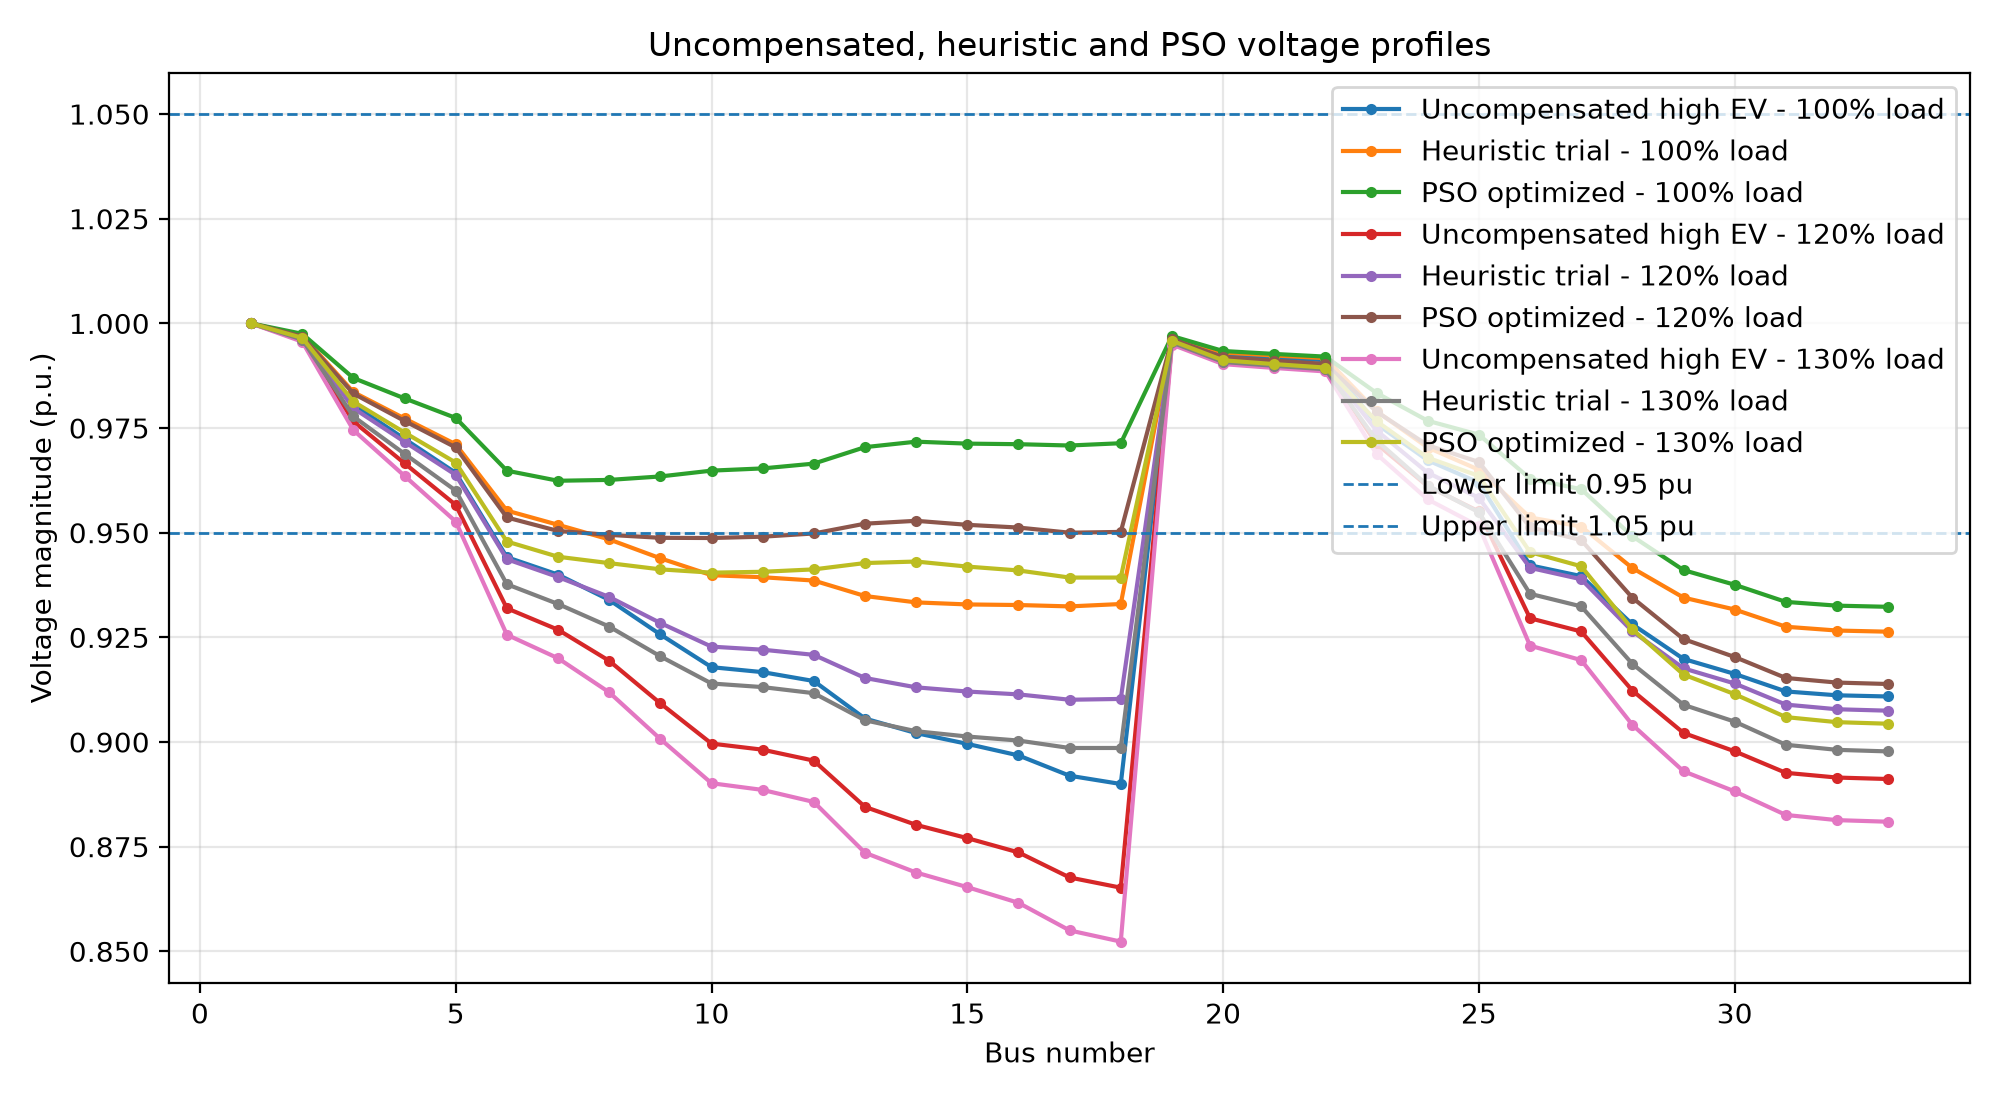 Uncompensated, heuristic and PSO voltage profiles
Voltage magnitude (p.u.)
1.050
1.025
1.000
0.975
0.950
0.925
0.900
0.875
0.850
Uncompensated high EV - 100% load
Heuristic trial - 100% load
PSO optimized - 100% load
Uncompensated high EV - 120% load
Heuristic trial - 120% load
PSO optimized - 120% load
Uncompensated high EV - 130% load
Heuristic trial - 130% load
PSO optimized - 130% load
Lower limit 0.95 pu
Upper limit 1.05 pu
0 5 10 15 20 25 30
Bus number